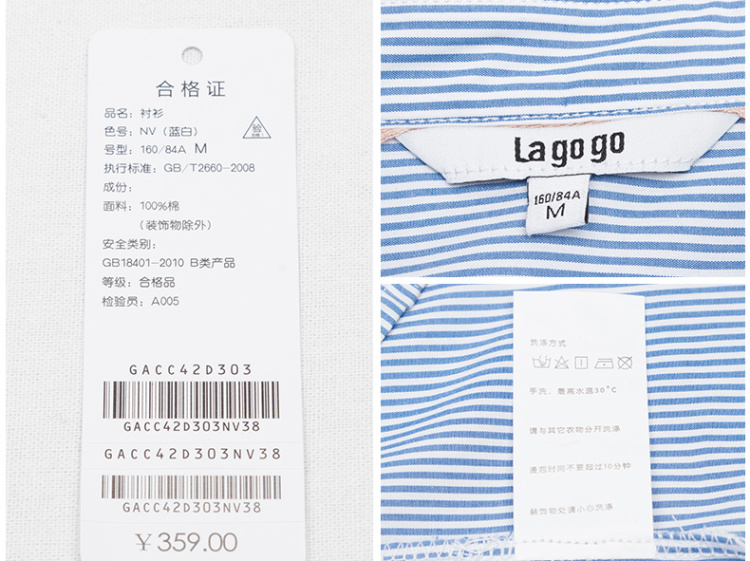 合格证
品名：衬衫
色号：NV（蓝白）
号型：160/84A M
执行标准：GB/T2660-2008
成份：
面料：100%棉
（装饰物除外）
安全类别：
GB18401-2010 B类产品
等级：合格品
检验员：A005
验
GACC42D303
GACC42D303NV38
GACC42D303NV38
GACC42D303NV38
￥359.00
Lagogo
160/84A
M
洗涤方式
手洗，最高水温30°C
请与其它衣物分开洗涤
浸泡时间不要超过10分钟
装饰物处请小心洗涤